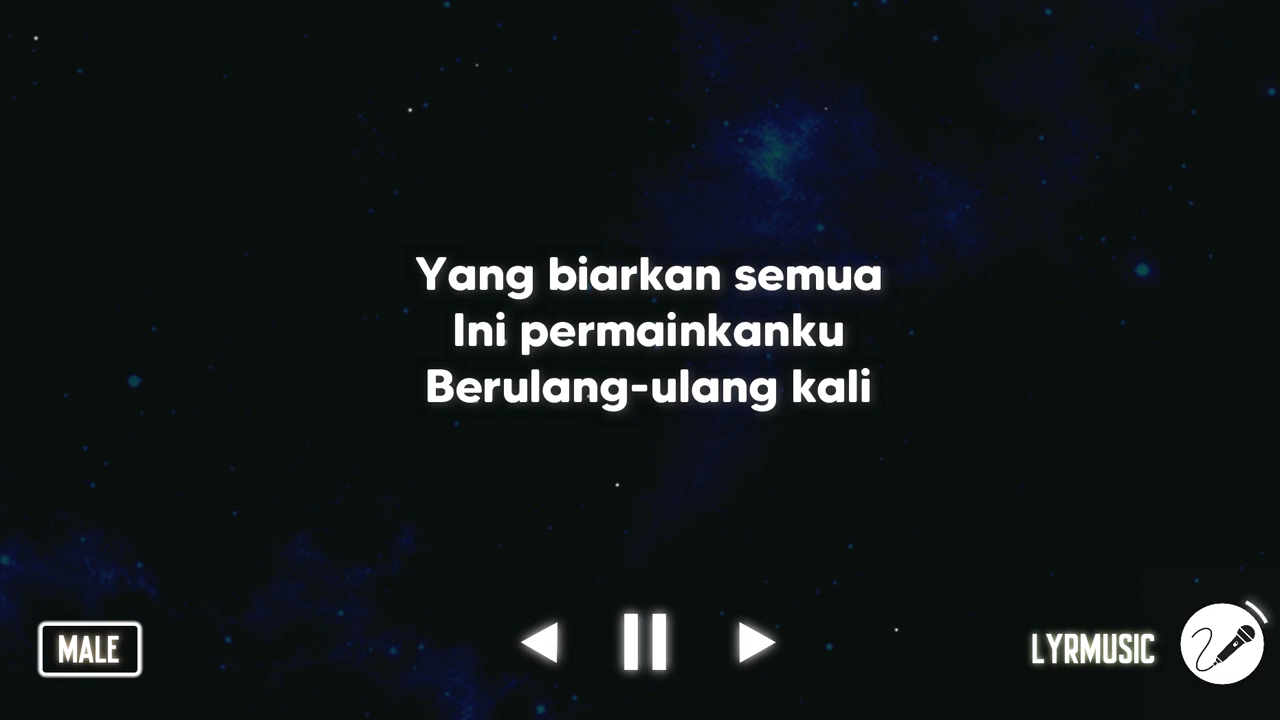 Yang biarkan semua
Ini permainkanku
Berulang-ulang kali
MALE
LYRMUSIC